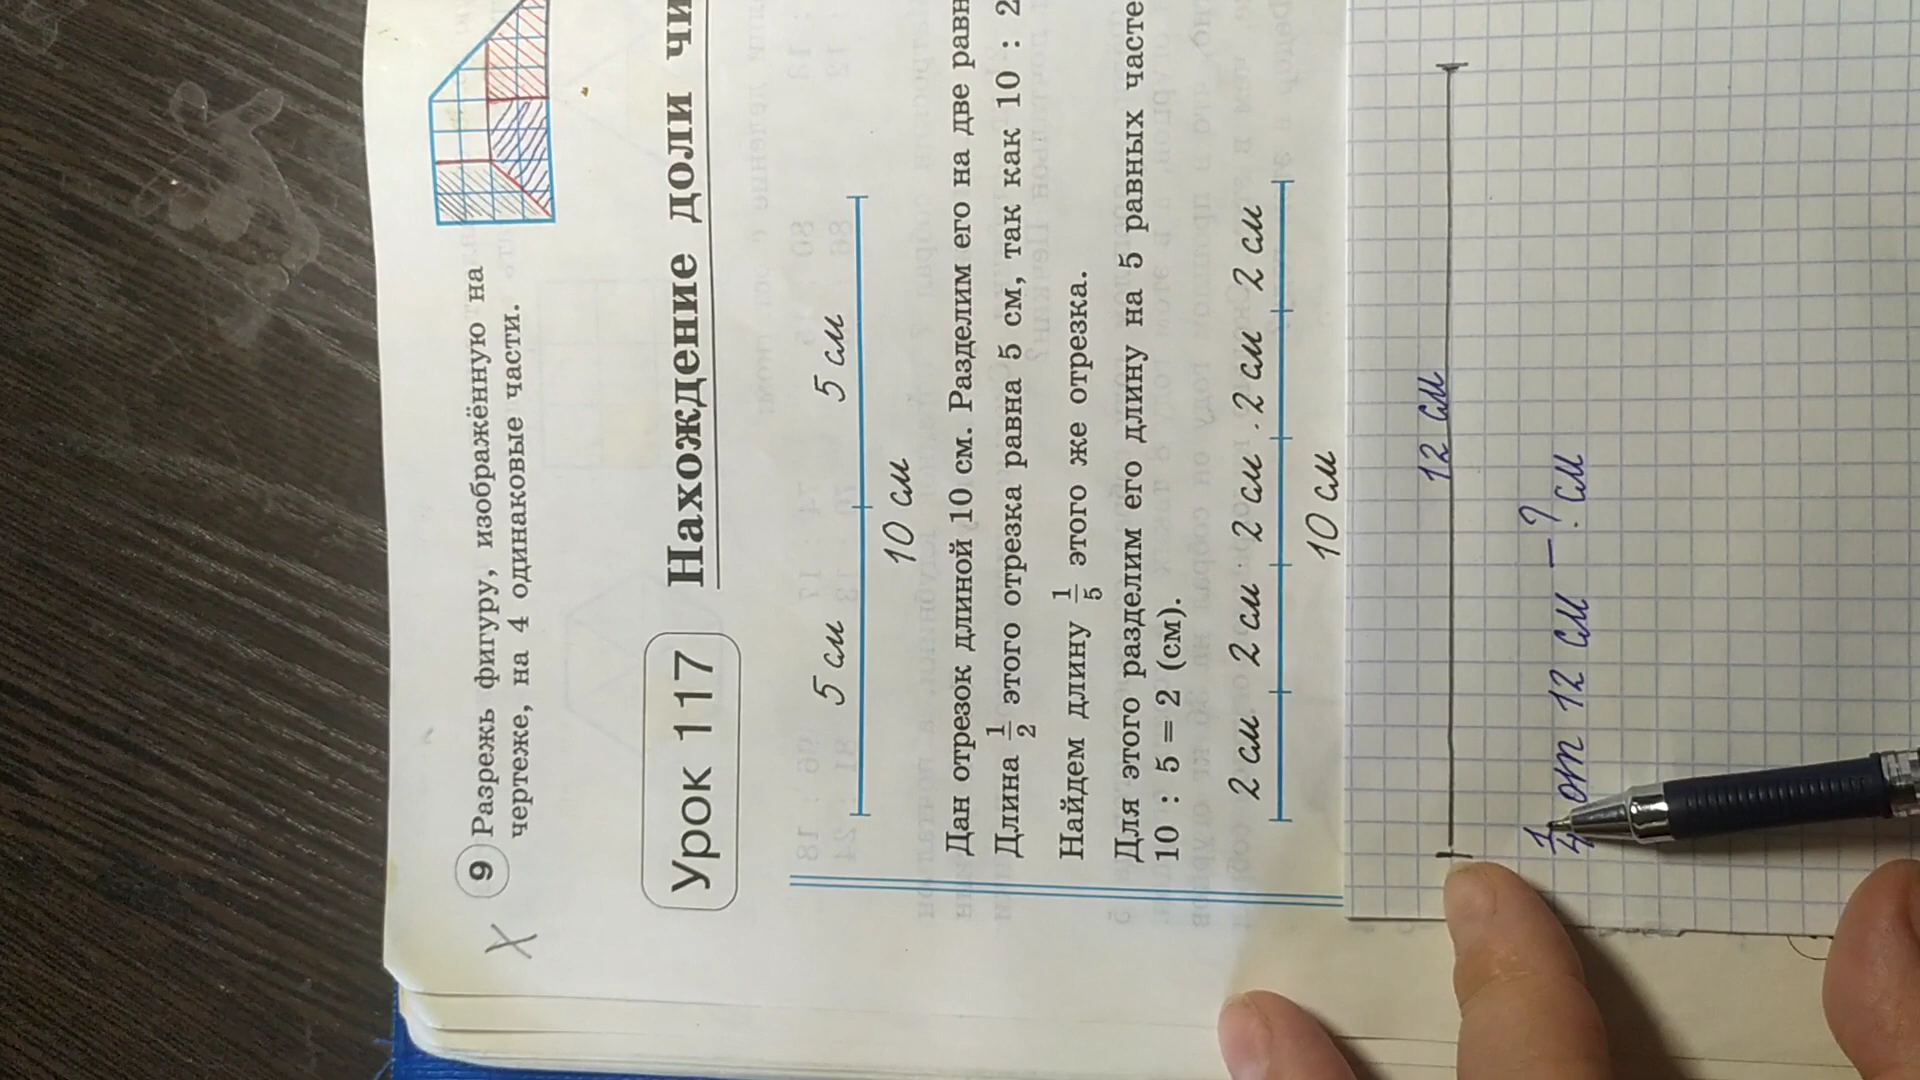 9 Разрежь фигуру, изображённую на
чертеже, на 4 одинаковые части.
Урок 117 Нахождение доли чи
5 см 5 см
10 см
Дан отрезок длиной 10 см. Разделим его на две равн
Длина 1/2 этого отрезка равна 5 см, так как 10 : 2
Найдем длину 1/5 этого же отрезка.
Для этого разделим его длину на 5 равных часте
10 : 5 = 2 (см).
2 см 2 см 2 см 2 см 2 см
10 см
12 см
1/4 от 12 см — ? см